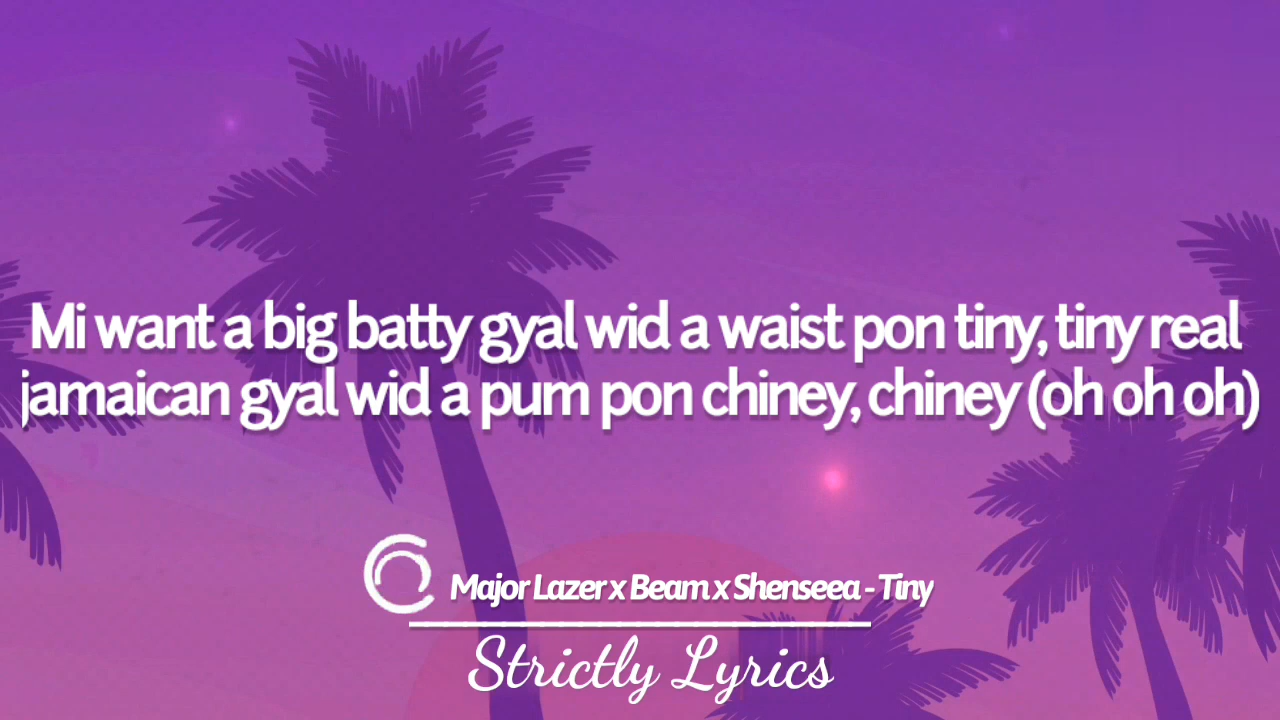 Mi want a big batty gyal wid a waist pon tiny, tiny real
jamaican gyal wid a pum pon chiney, chiney (oh oh oh)
Major Lazer x Beam x Shenseea - Tiny
Strictly Lyrics